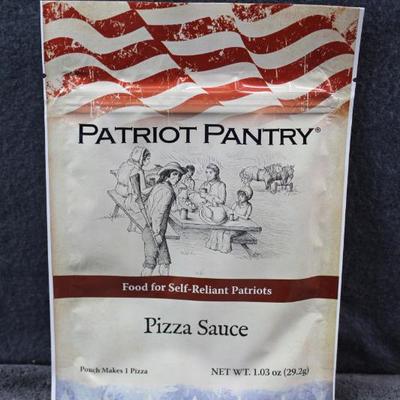 PATRIOT PANTRY®
Food for Self-Reliant Patriots
Pizza Sauce
Pouch Makes 1 Pizza NET WT. 1.03 oz (29.2g)